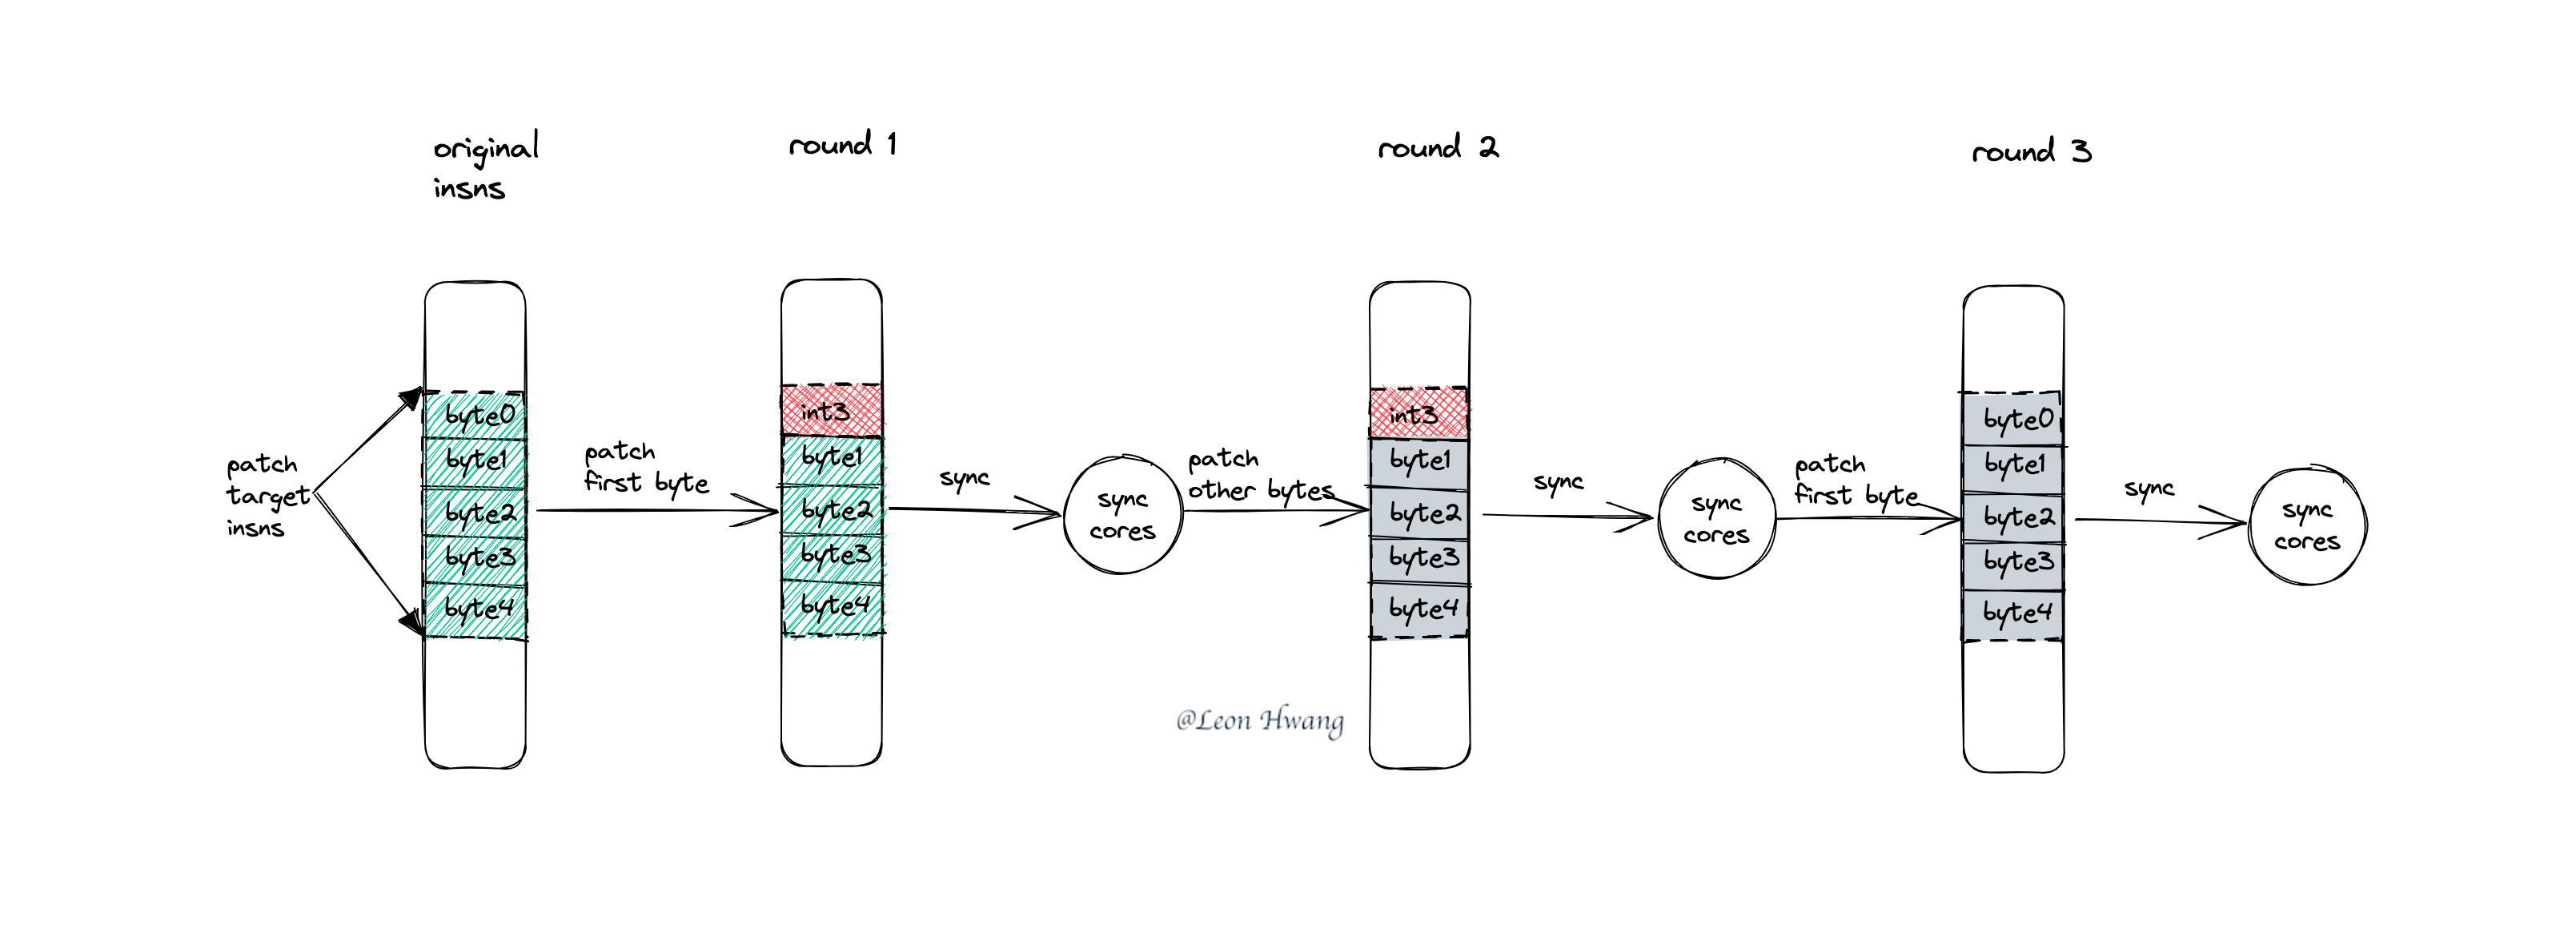 original
insns
round 1
round 2
round 3
patch
target
insns
byte0
byte1
byte2
byte3
byte4
patch
first byte
int3
byte1
byte2
byte3
byte4
sync
sync
cores
patch
other bytes
int3
byte1
byte2
byte3
byte4
sync
sync
cores
patch
first byte
byte0
byte1
byte2
byte3
byte4
sync
sync
cores
@Leon Hwang